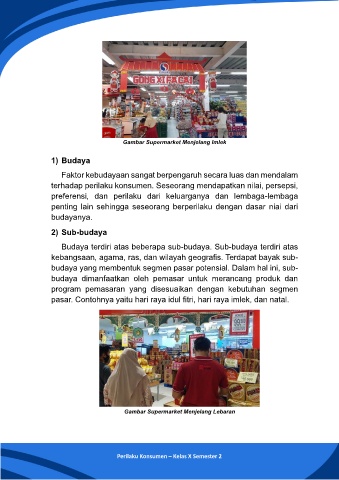 GONG XI FA CAI
Gambar Supermarket Menjelang Imlek
1) Budaya
Faktor kebudayaan sangat berpengaruh secara luas dan mendalam
terhadap perilaku konsumen. Seseorang mendapatkan nilai, persepsi,
preferensi, dan perilaku dari keluarganya dan lembaga-lembaga
penting lain sehingga seseorang berperilaku dengan dasar niai dari
budayanya.
2) Sub-budaya
Budaya terdiri atas beberapa sub-budaya. Sub-budaya terdiri atas
kebangsaan, agama, ras, dan wilayah geografis. Terdapat bayak sub-
budaya yang membentuk segmen pasar potensial. Dalam hal ini, sub-
budaya dimanfaatkan oleh pemasar untuk merancang produk dan
program pemasaran yang disesuaikan dengan kebutuhan segmen
pasar. Contohnya yaitu hari raya idul fitri, hari raya imlek, dan natal.
Gambar Supermarket Menjelang Lebaran
Perilaku Konsumen – Kelas X Semester 2